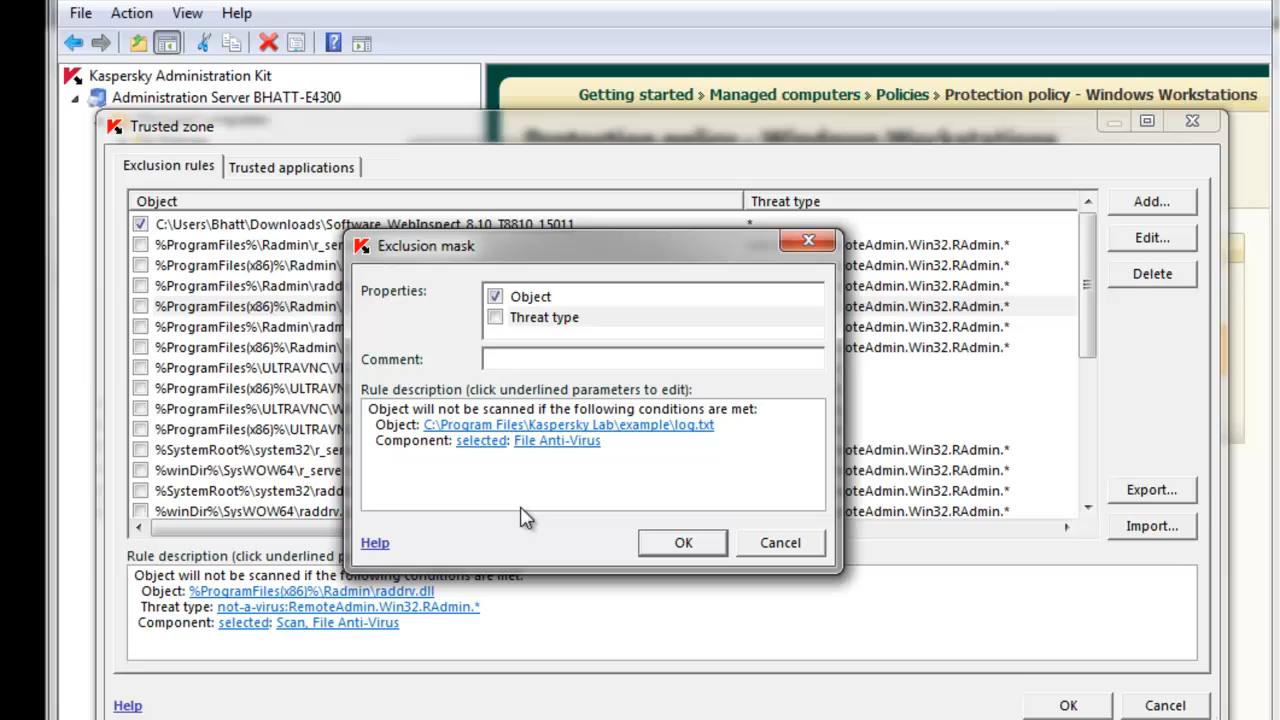 File Action View Help
Kaspersky Administration Kit
Administration Server BHATT-E4300
Getting started › Managed computers › Policies › Protection policy - Windows Workstations
Protection policy - Windows Workstations
Trusted zone
Exclusion rules Trusted applications
Object Threat type
C:\Users\Bhatt\Downloads\Software_WebInspect_8.10_T8810_15011 *
%ProgramFiles%\Radmin\r_ser oteAdmin.Win32.RAdmin.*
%ProgramFiles(x86)%\Radmin\ oteAdmin.Win32.RAdmin.*
%ProgramFiles%\Radmin\radd oteAdmin.Win32.RAdmin.*
%ProgramFiles(x86)%\Radmin\ oteAdmin.Win32.RAdmin.*
%ProgramFiles%\Radmin\radm oteAdmin.Win32.RAdmin.*
%ProgramFiles(x86)%\Radmin\ oteAdmin.Win32.RAdmin.*
%ProgramFiles%\ULTRAVNC\
%ProgramFiles(x86)%\ULTRAV
%ProgramFiles%\ULTRAVNC\
%ProgramFiles(x86)%\ULTRAV
%SystemRoot%\system32\r_se oteAdmin.Win32.RAdmin.*
%winDir%\SysWOW64\r_serve oteAdmin.Win32.RAdmin.*
%SystemRoot%\system32\radd oteAdmin.Win32.RAdmin.*
%winDir%\SysWOW64\raddrv. oteAdmin.Win32.RAdmin.*
Add...
Edit...
Delete
Export...
Import...
Exclusion mask
Properties:
Object
Threat type
Comment:
Rule description (click underlined parameters to edit):
Object will not be scanned if the following conditions are met:
Object: C:\Program Files\Kaspersky Lab\example\log.txt
Component: selected: File Anti-Virus
Help OK Cancel
Rule description (click underlined p
Object will not be scanned if the following conditions are met:
Object: %ProgramFiles(x86)%\Radmin\raddrv.dll
Threat type: not-a-virus:RemoteAdmin.Win32.RAdmin.*
Component: selected: Scan, File Anti-Virus
Help OK Cancel